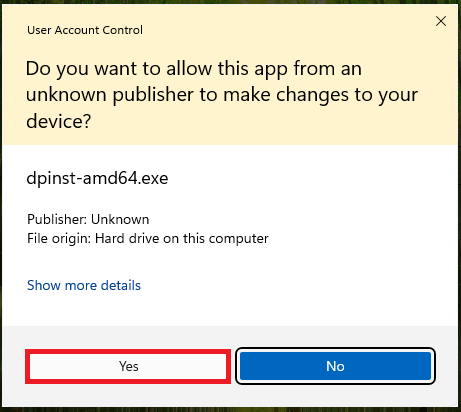 User Account Control
Do you want to allow this app from an
unknown publisher to make changes to your
device?
dpinst-amd64.exe
Publisher: Unknown
File origin: Hard drive on this computer
Show more details
Yes
No